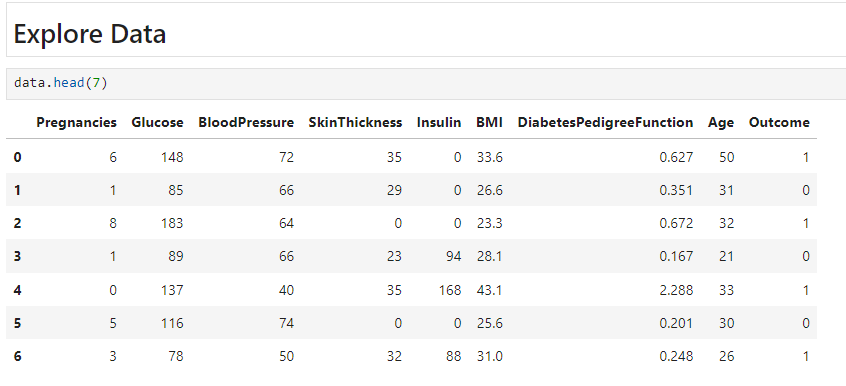 Explore Data
data.head(7)
Pregnancies Glucose BloodPressure SkinThickness Insulin BMI DiabetesPedigreeFunction Age Outcome
0 6 148 72 35 0 33.6 0.627 50 1
1 1 85 66 29 0 26.6 0.351 31 0
2 8 183 64 0 0 23.3 0.672 32 1
3 1 89 66 23 94 28.1 0.167 21 0
4 0 137 40 35 168 43.1 2.288 33 1
5 5 116 74 0 0 25.6 0.201 30 0
6 3 78 50 32 88 31.0 0.248 26 1